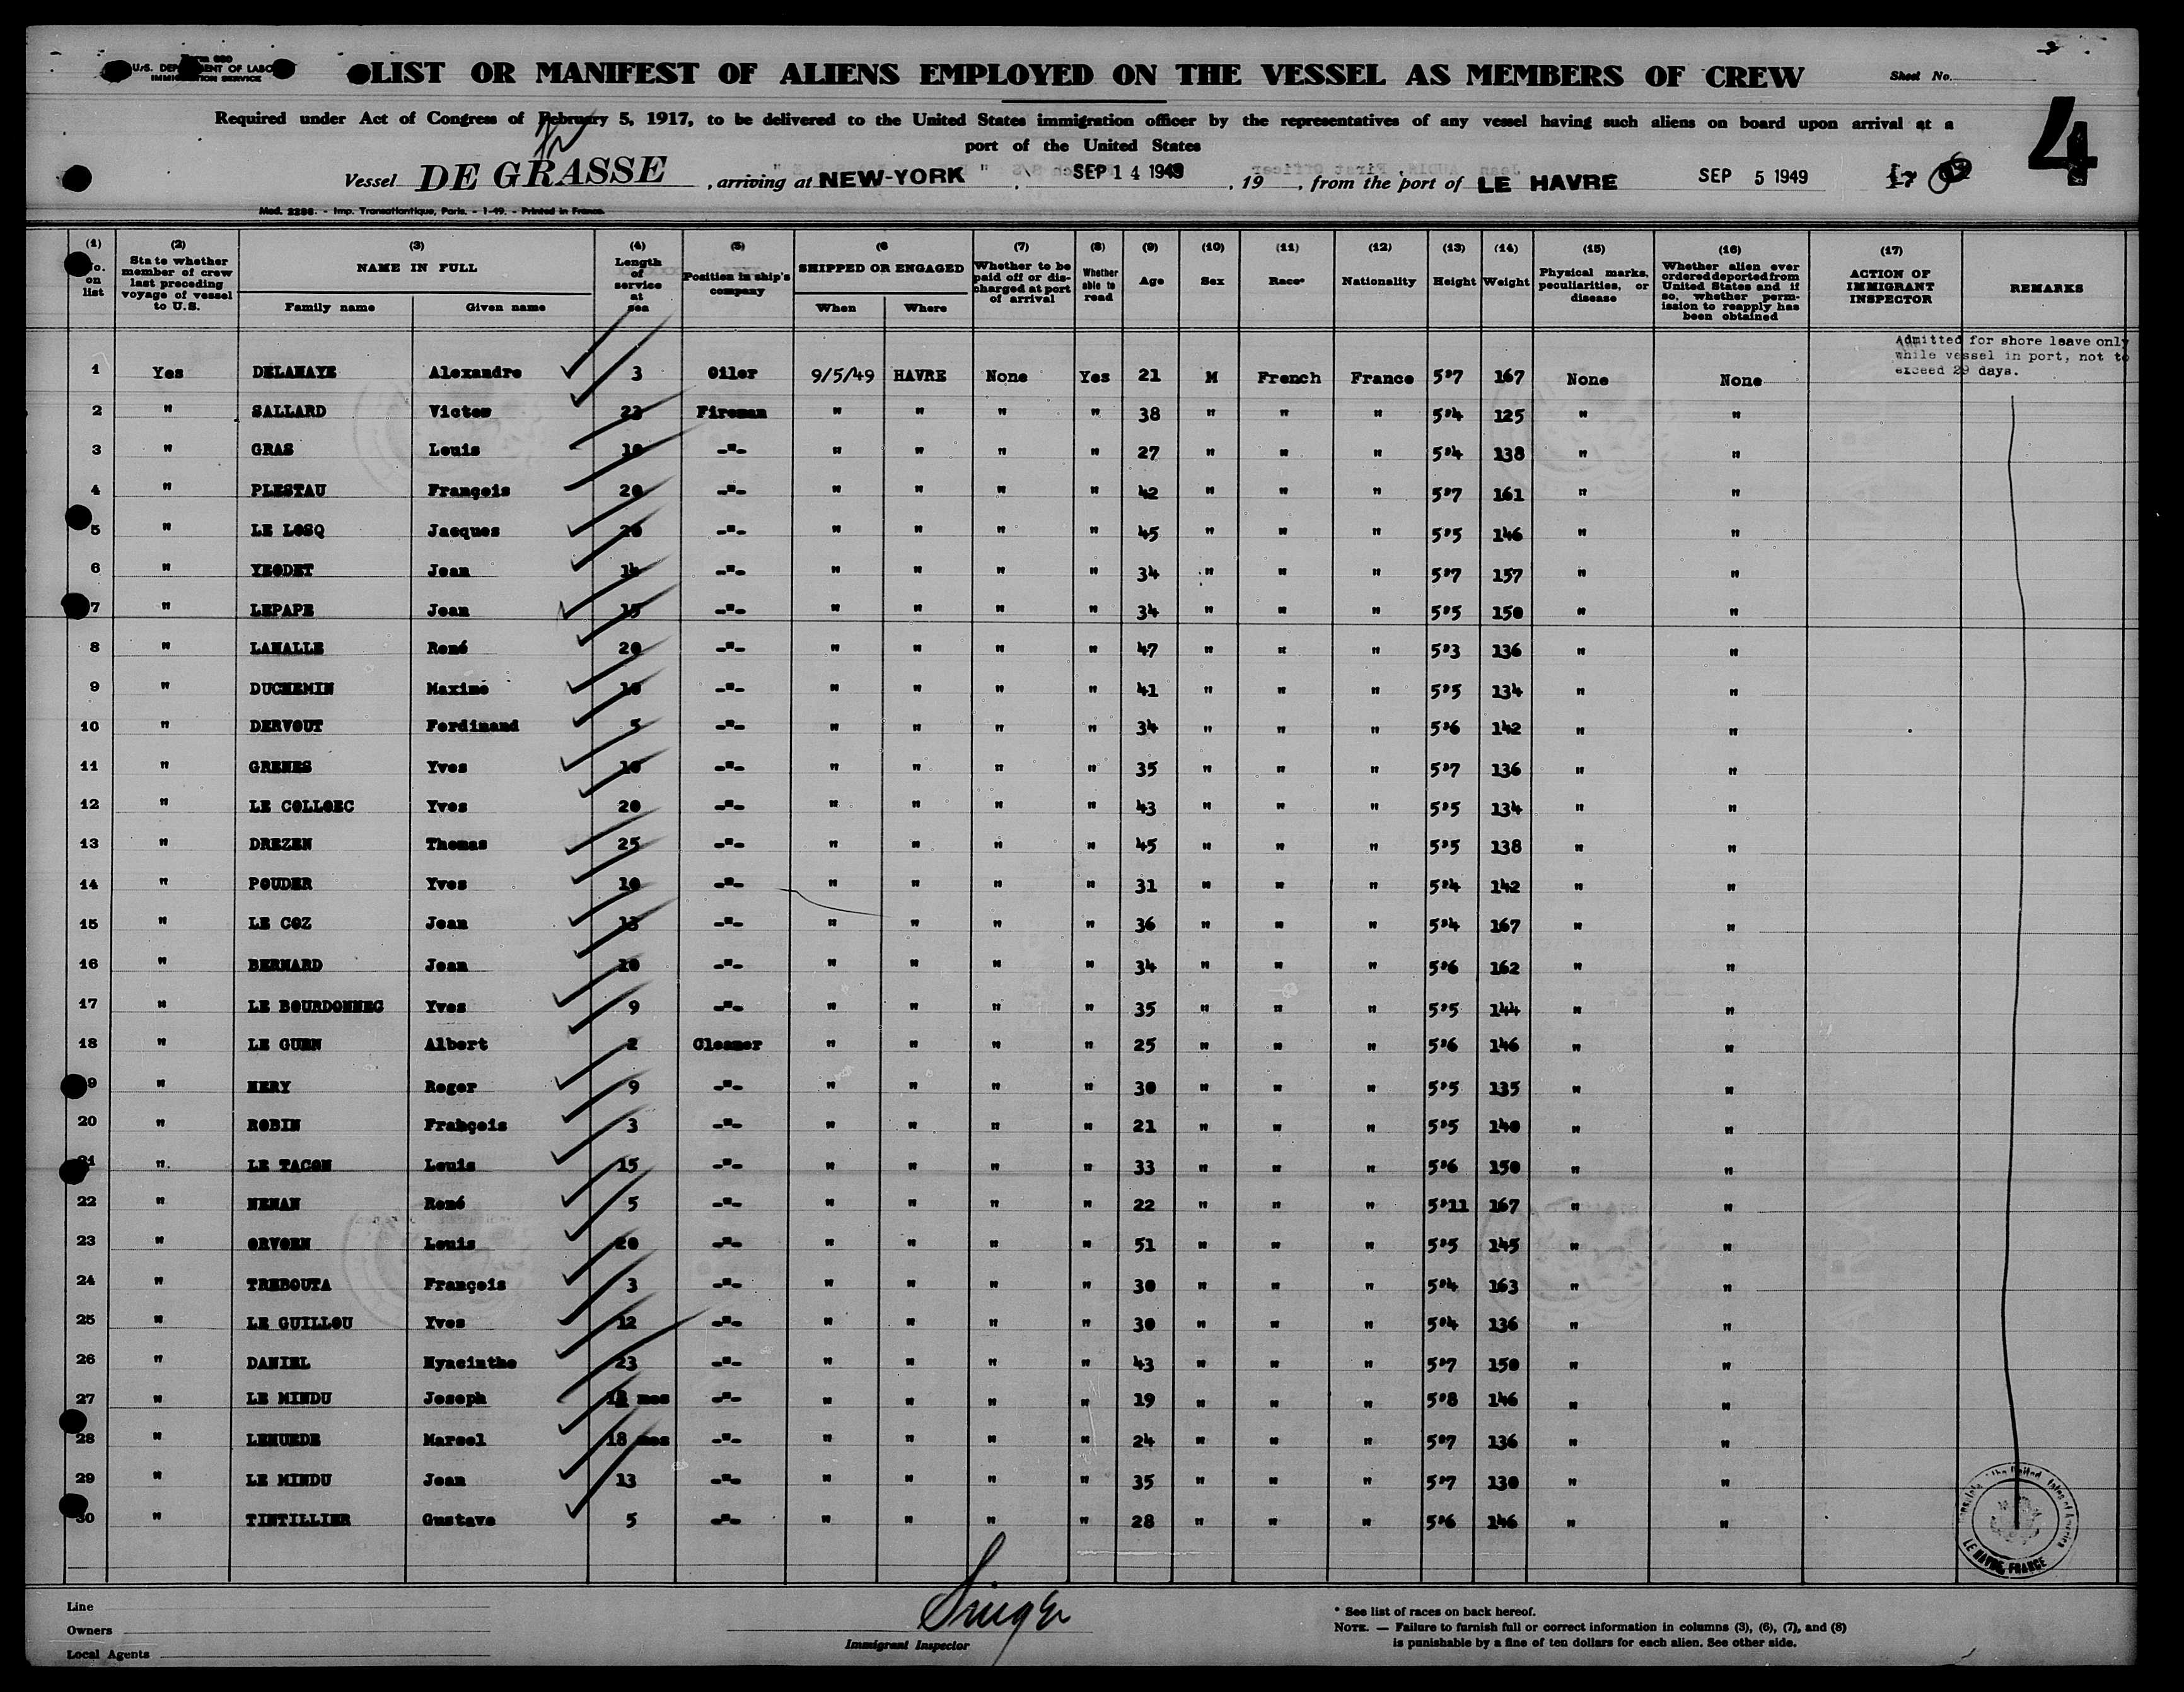 Form 680
U.S. DEPARTMENT OF LABOR
IMMIGRATION SERVICE
LIST OR MANIFEST OF ALIENS EMPLOYED ON THE VESSEL AS MEMBERS OF CREW
Sheet No.
4
Required under Act of Congress of February 5, 1917, to be delivered to the United States immigration officer by the representatives of any vessel having such aliens on board upon arrival at a
port of the United States
Vessel DE GRASSE, arriving at NEW-YORK, SEP 14 1949, 19 , from the port of LE HAVRE SEP 5 1949
Mod. 2288. - Imp. Transatlantique, Paris. - 1-49. - Printed in France.
(1) No. on list (2) State whether member of crew last preceding voyage of vessel to U.S. (3) NAME IN FULL Family name Given name (4) Length of service at sea (5) Position in ship's company (6 SHIPPED OR ENGAGED When Where (7) Whether to be paid off or discharged at port of arrival (8) Whether able to read (9) Age (10) Sex (11) Race* (12) Nationality (13) Height (14) Weight (15) Physical marks, peculiarities, or disease (16) Whether alien ever ordered deported from United States and if so, whether permission to reapply has been obtained (17) ACTION OF IMMIGRANT INSPECTOR REMARKS
Admitted for shore leave only
while vessel in port, not to
exceed 29 days.
1 Yes DELAHAYE Alexandre 3 Oiler 9/5/49 HAVRE None Yes 21 M French France 5"7 167 None None
2 " SALLARD Victor 23 Fireman " " " " 38 " " " 5"4 125 " "
3 " GRAS Louis 10 -"- " " " " 27 " " " 5"4 138 " "
4 " PLESTAU François 20 -"- " " " " 42 " " " 5"7 161 " "
5 " LE LOSQ Jacques 20 -"- " " " " 45 " " " 5"5 146 " "
6 " YEODET Jean 14 -"- " " " " 34 " " " 5"7 157 " "
7 " LEPAPE Jean 15 -"- " " " " 34 " " " 5"5 150 " "
8 " LAHALLE René 20 -"- " " " " 47 " " " 5"3 136 " "
9 " DUCHEMIN Maxime 10 -"- " " " " 41 " " " 5"5 134 " "
10 " DERVOUT Ferdinand 5 -"- " " " " 34 " " " 5"6 142 " "
11 " GRENES Yves 10 -"- " " " " 35 " " " 5"7 136 " "
12 " LE COLLOEC Yves 20 -"- " " " " 43 " " " 5"5 134 " "
13 " DREZEN Thomas 25 -"- " " " " 45 " " " 5"5 138 " "
14 " POUDER Yves 10 -"- " " " " 31 " " " 5"4 142 " "
15 " LE COZ Jean 13 -"- " " " " 36 " " " 5"4 167 " "
16 " BERNARD Jean 10 -"- " " " " 34 " " " 5"6 162 " "
17 " LE BOURDONNEC Yves 9 -"- " " " " 35 " " " 5"5 144 " "
18 " LE GUEN Albert 2 Cleaner " " " " 25 " " " 5"6 146 " "
19 " HERY Roger 9 -"- " " " " 30 " " " 5"5 135 " "
20 " ROBIN François 3 -"- " " " " 21 " " " 5"5 140 " "
21 " LE TACON Louis 15 -"- " " " " 33 " " " 5"6 150 " "
22 " NENAN René 5 -"- " " " " 22 " " " 5"11 167 " "
23 " ORVOEN Louis 20 -"- " " " " 51 " " " 5"5 145 " "
24 " TREBOUTA François 3 -"- " " " " 30 " " " 5"4 163 " "
25 " LE GUILLOU Yves 12 -"- " " " " 30 " " " 5"4 136 " "
26 " DANIEL Hyacinthe 23 -"- " " " " 43 " " " 5"7 150 " "
27 " LE MINDU Joseph mos -"- " " " " 19 " " " 5"8 146 " "
28 " LEHUEDE Marcel 18 mos -"- " " " " 24 " " " 5"7 136 " "
29 " LE MINDU Jean 13 -"- " " " " 35 " " " 5"7 130 " "
30 " TINTILLIER Gustave 5 -"- " " " " 28 " " " 5"6 146 " "
LE HAVRE, FRANCE
Line
Owners
Local Agents
Immigrant Inspector
* See list of races on back hereof.
NOTE. — Failure to furnish full or correct information in columns (3), (6), (7), and (8)
is punishable by a fine of ten dollars for each alien. See other side.